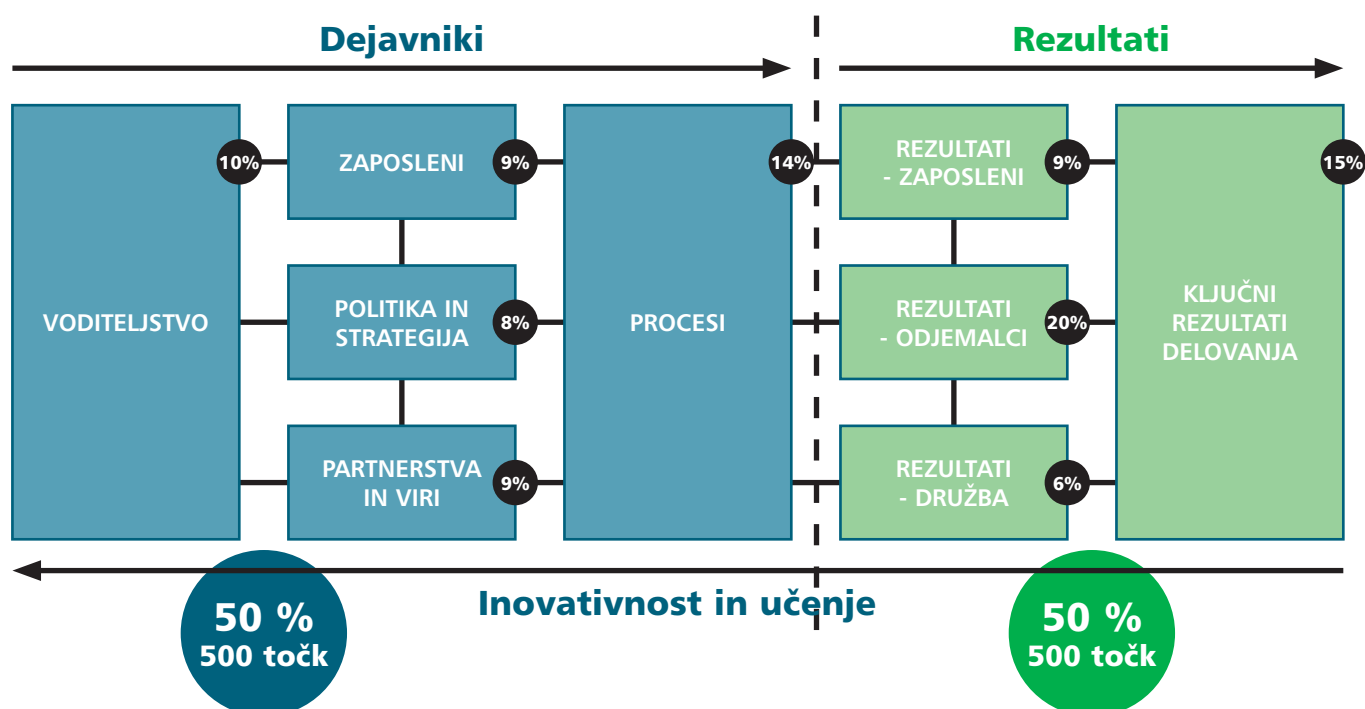 Dejavniki
Rezultati
VODITELJSTVO
10%
ZAPOSLENI
9%
POLITIKA IN
STRATEGIJA
8%
PARTNERSTVA
IN VIRI
9%
PROCESI
14%
REZULTATI
- ZAPOSLENI
9%
REZULTATI
- ODJEMALCI
20%
REZULTATI
- DRUŽBA
6%
KLJUČNI
REZULTATI
DELOVANJA
15%
Inovativnost in učenje
50 %
500 točk
50 %
500 točk